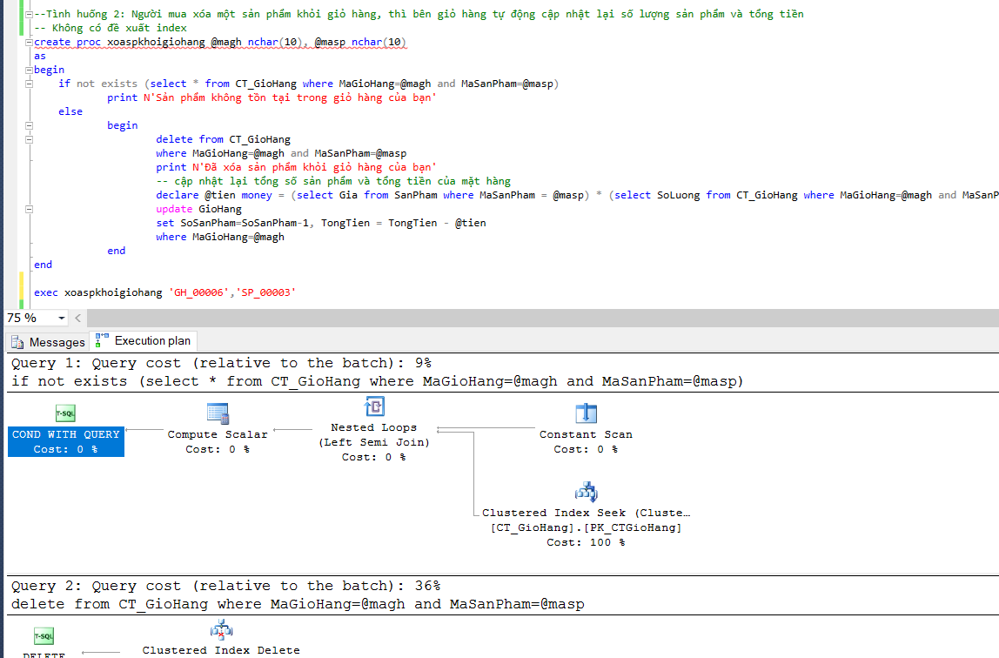 --Tình huống 2: Người mua xóa một sản phẩm khỏi giỏ hàng, thì bên giỏ hàng tự động cập nhật lại số lượng sản phẩm và tổng tiền
-- Không có đề xuất index
create proc xoaspkhoigiohang @magh nchar(10), @masp nchar(10)
as
begin
if not exists (select * from CT_GioHang where MaGioHang=@magh and MaSanPham=@masp)
print N'Sản phẩm không tồn tại trong giỏ hàng của bạn'
else
begin
delete from CT_GioHang
where MaGioHang=@magh and MaSanPham=@masp
print N'Đã xóa sản phẩm khỏi giỏ hàng của bạn'
-- cập nhật lại tổng số sản phẩm và tổng tiền của mặt hàng
declare @tien money = (select Gia from SanPham where MaSanPham = @masp) * (select SoLuong from CT_GioHang where MaGioHang=@magh and MaSanP
update GioHang
set SoSanPham=SoSanPham-1, TongTien = TongTien - @tien
where MaGioHang=@magh
end
end
exec xoaspkhoigiohang 'GH_00006','SP_00003'
75 %
Messages
Execution plan
Query 1: Query cost (relative to the batch): 9%
if not exists (select * from CT_GioHang where MaGioHang=@magh and MaSanPham=@masp)
T-SQL
COND WITH QUERY
Cost: 0 %
Compute Scalar
Cost: 0 %
Nested Loops
(Left Semi Join)
Cost: 0 %
Constant Scan
Cost: 0 %
Clustered Index Seek (Cluste…
[CT_GioHang].[PK_CTGioHang]
Cost: 100 %
Query 2: Query cost (relative to the batch): 36%
delete from CT_GioHang where MaGioHang=@magh and MaSanPham=@masp
T-SQL
DELETE
Clustered Index Delete